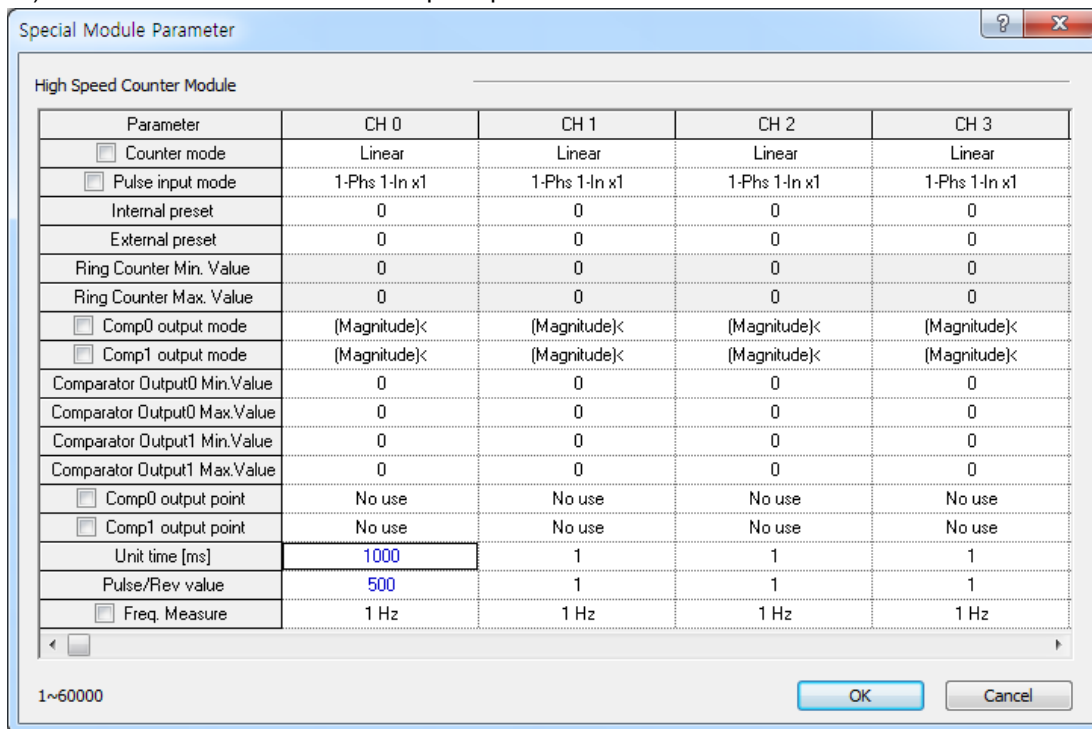 Special Module Parameter
High Speed Counter Module
Parameter CH 0 CH 1 CH 2 CH 3
Counter mode Linear Linear Linear Linear
Pulse input mode 1-Phs 1-In x1 1-Phs 1-In x1 1-Phs 1-In x1 1-Phs 1-In x1
Internal preset 0 0 0 0
External preset 0 0 0 0
Ring Counter Min. Value 0 0 0 0
Ring Counter Max. Value 0 0 0 0
Comp0 output mode (Magnitude)< (Magnitude)< (Magnitude)< (Magnitude)<
Comp1 output mode (Magnitude)< (Magnitude)< (Magnitude)< (Magnitude)<
Comparator Output0 Min.Value 0 0 0 0
Comparator Output0 Max.Value 0 0 0 0
Comparator Output1 Min.Value 0 0 0 0
Comparator Output1 Max.Value 0 0 0 0
Comp0 output point No use No use No use No use
Comp1 output point No use No use No use No use
Unit time [ms] 1000 1 1 1
Pulse/Rev value 500 1 1 1
Freq. Measure 1 Hz 1 Hz 1 Hz 1 Hz
1~60000 OK Cancel